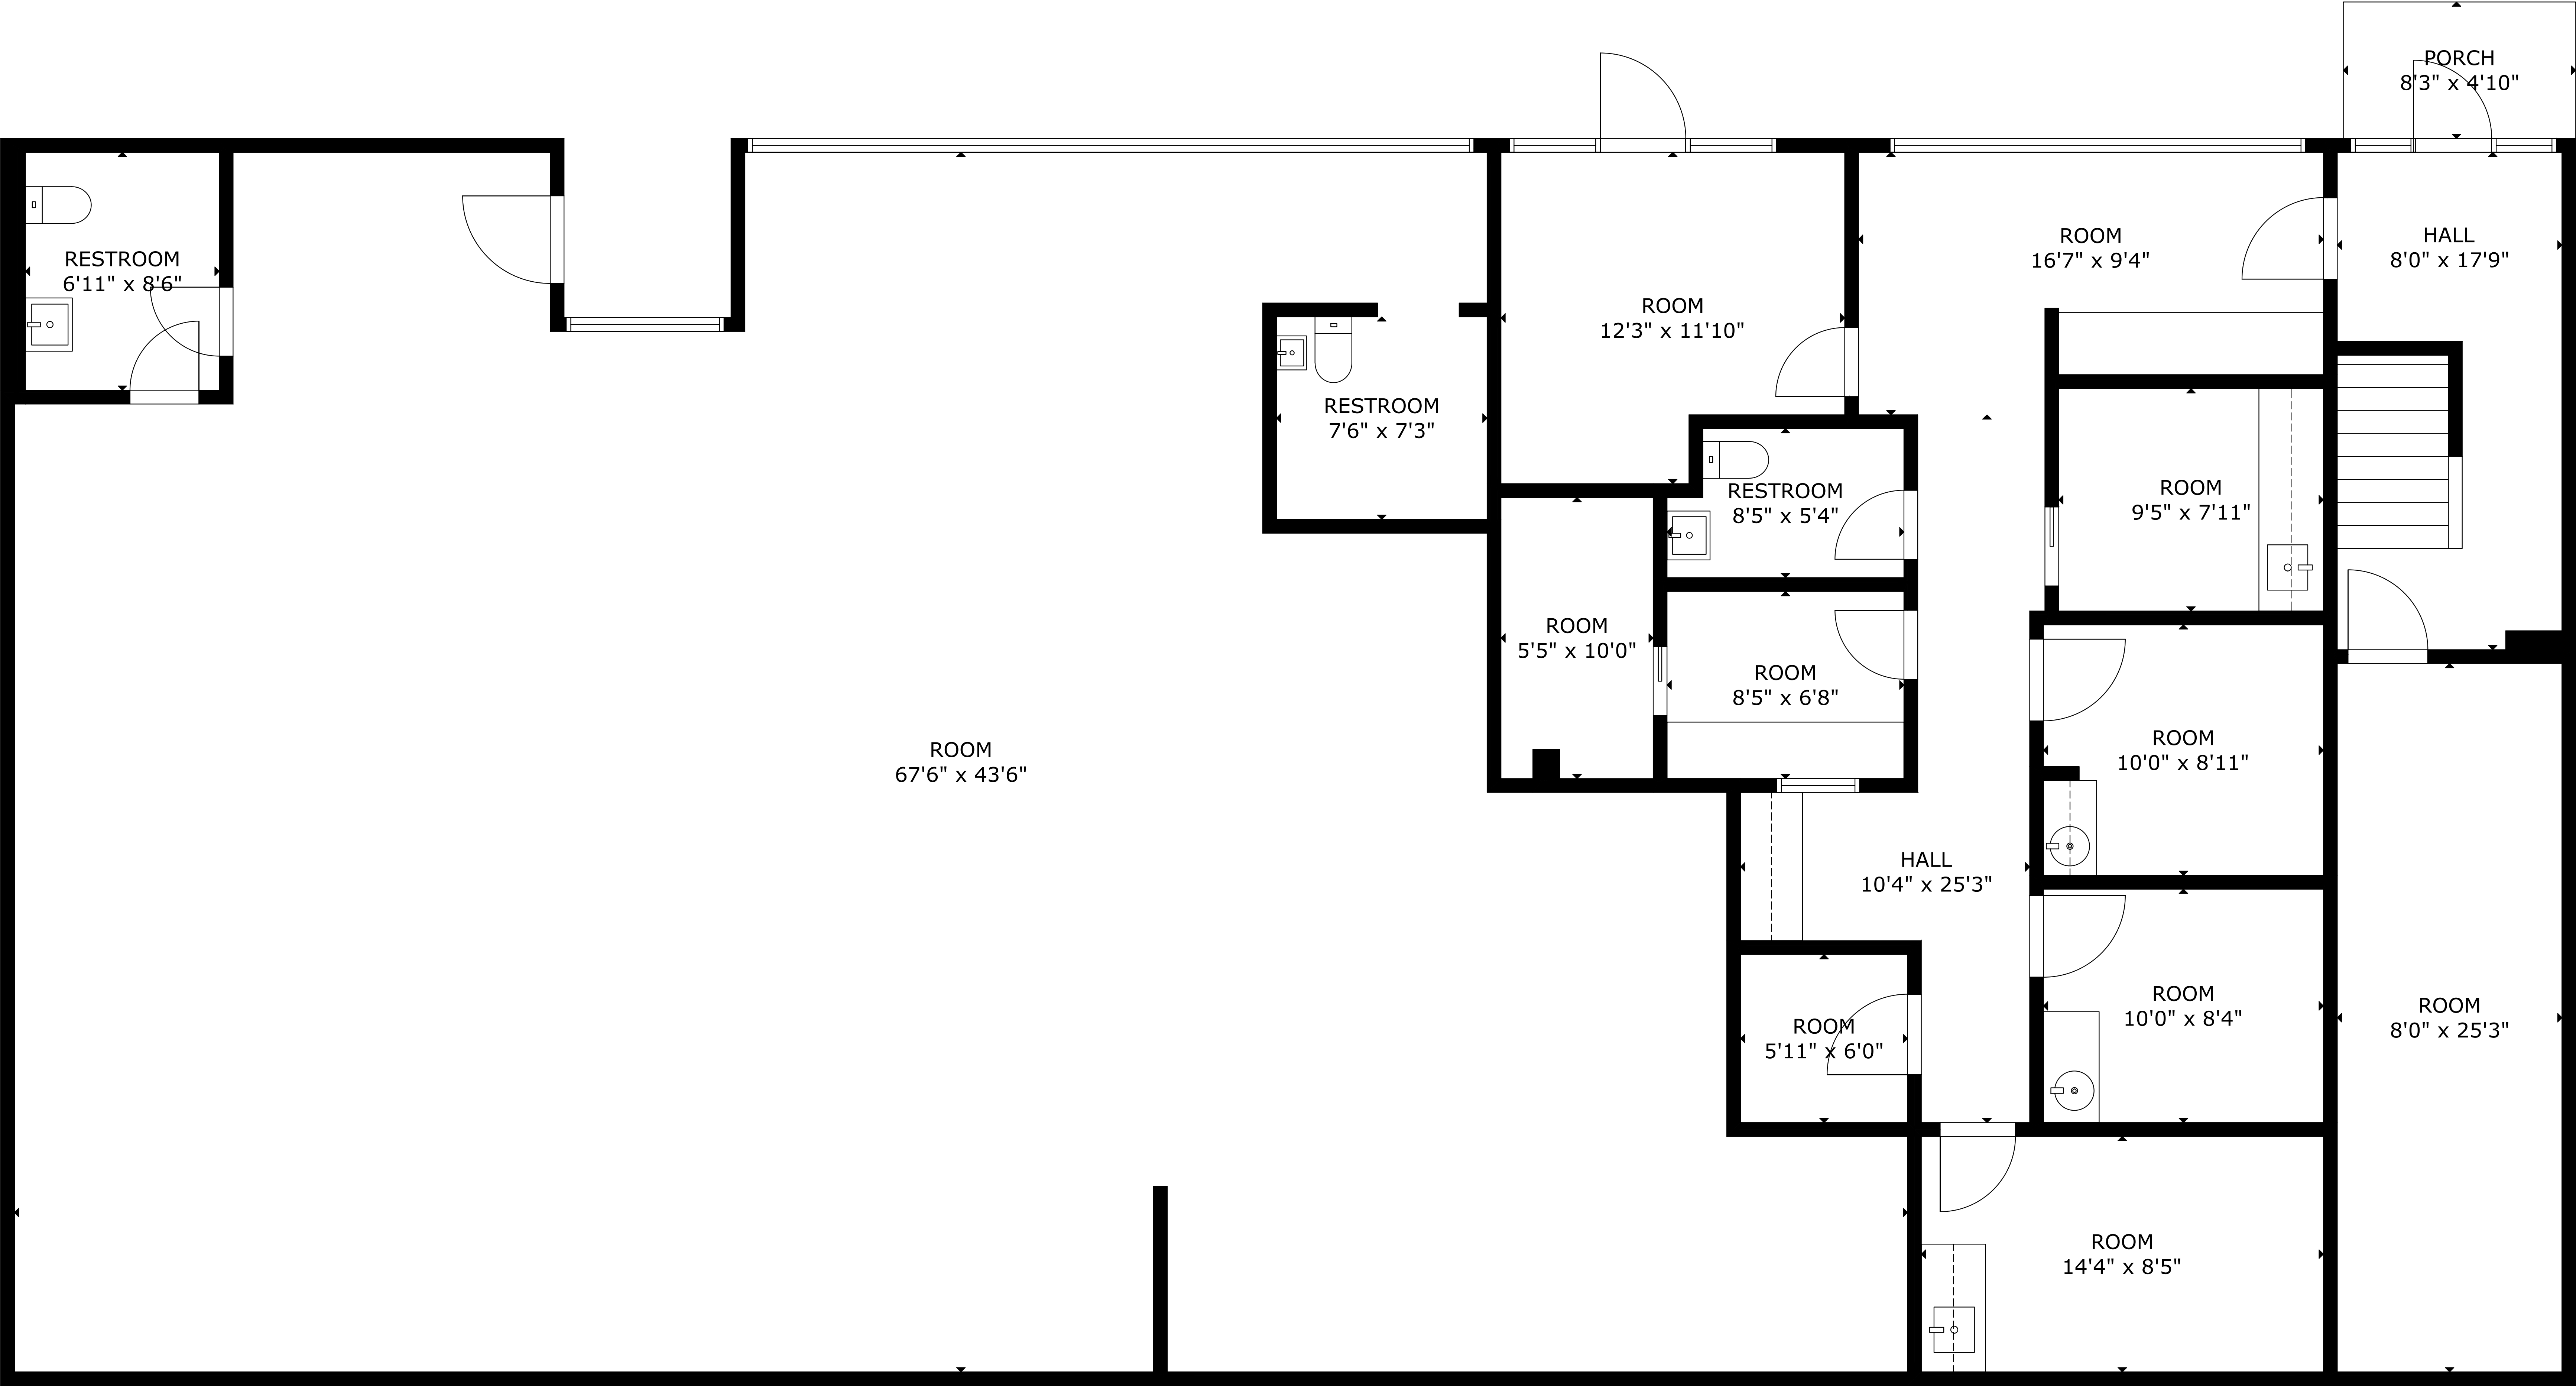 PORCH
8'3" x 4'10"
RESTROOM
6'11" x 8'6"
ROOM
12'3" x 11'10"
ROOM
16'7" x 9'4"
HALL
8'0" x 17'9"
RESTROOM
7'6" x 7'3"
RESTROOM
8'5" x 5'4"
ROOM
9'5" x 7'11"
ROOM
5'5" x 10'0"
ROOM
8'5" x 6'8"
ROOM
67'6" x 43'6"
ROOM
10'0" x 8'11"
HALL
10'4" x 25'3"
ROOM
5'11" x 6'0"
ROOM
10'0" x 8'4"
ROOM
8'0" x 25'3"
ROOM
14'4" x 8'5"